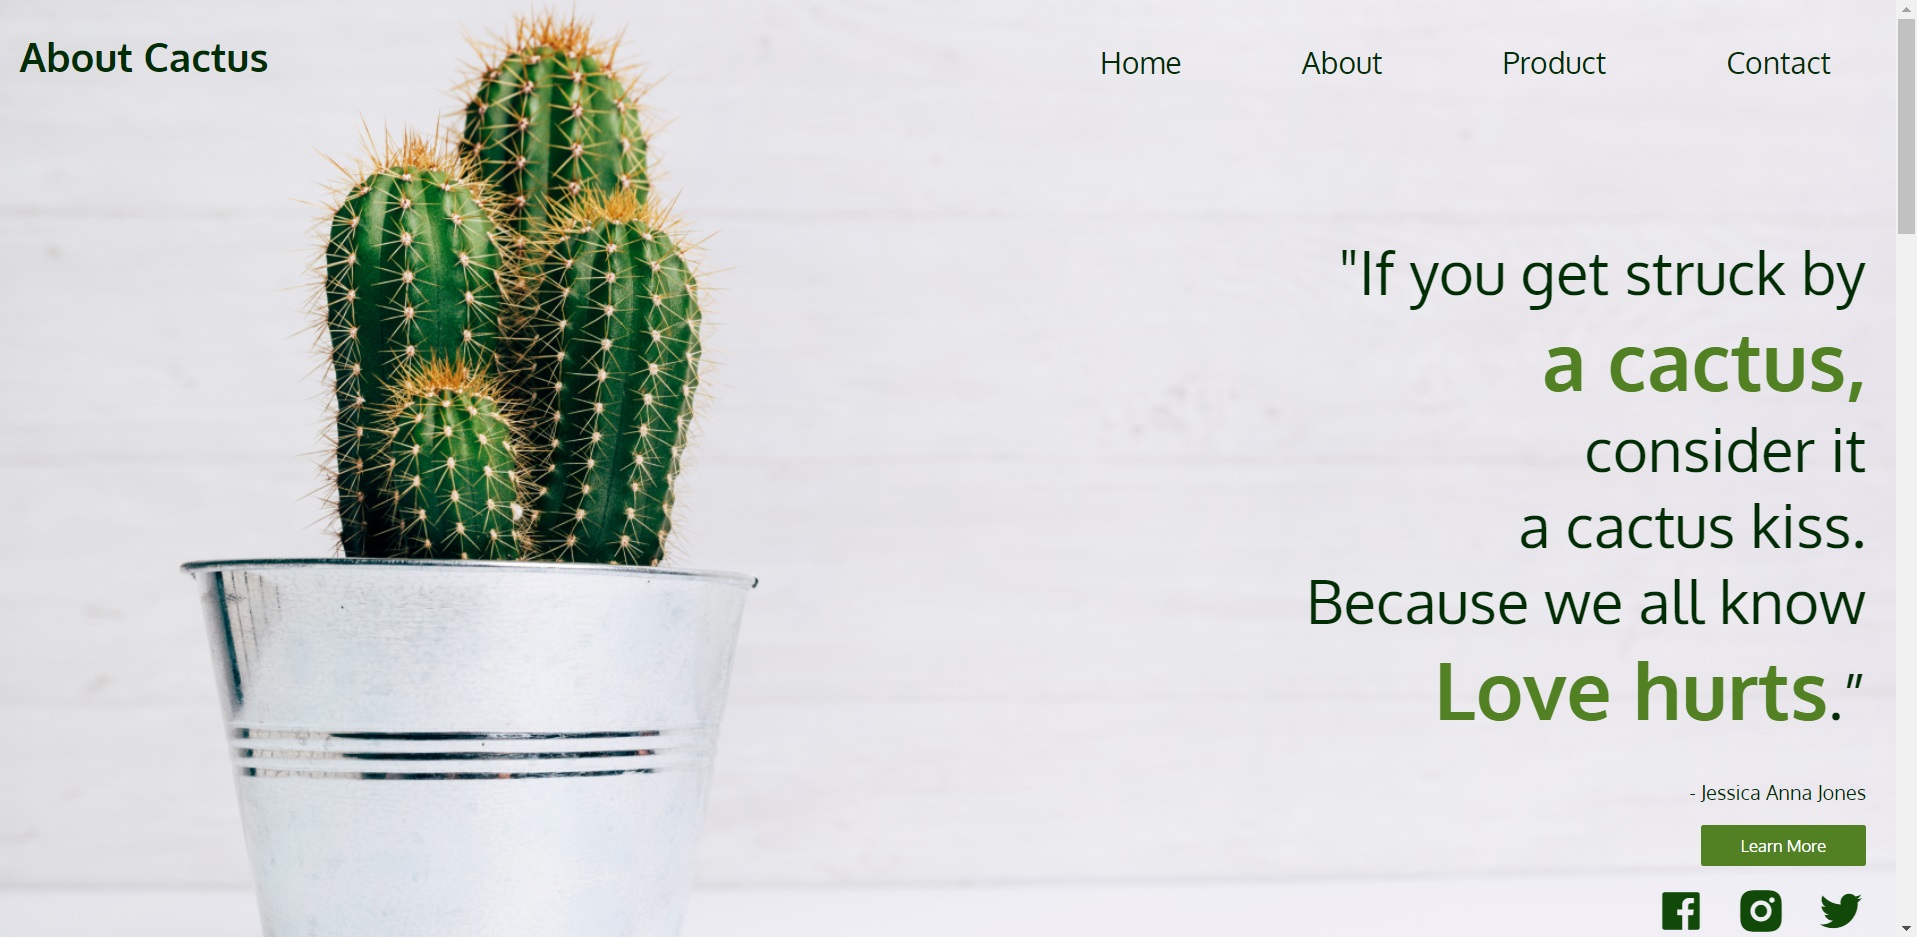 About Cactus
Home About Product Contact
"If you get struck by
a cactus,
consider it
a cactus kiss.
Because we all know
Love hurts.”
- Jessica Anna Jones
Learn More